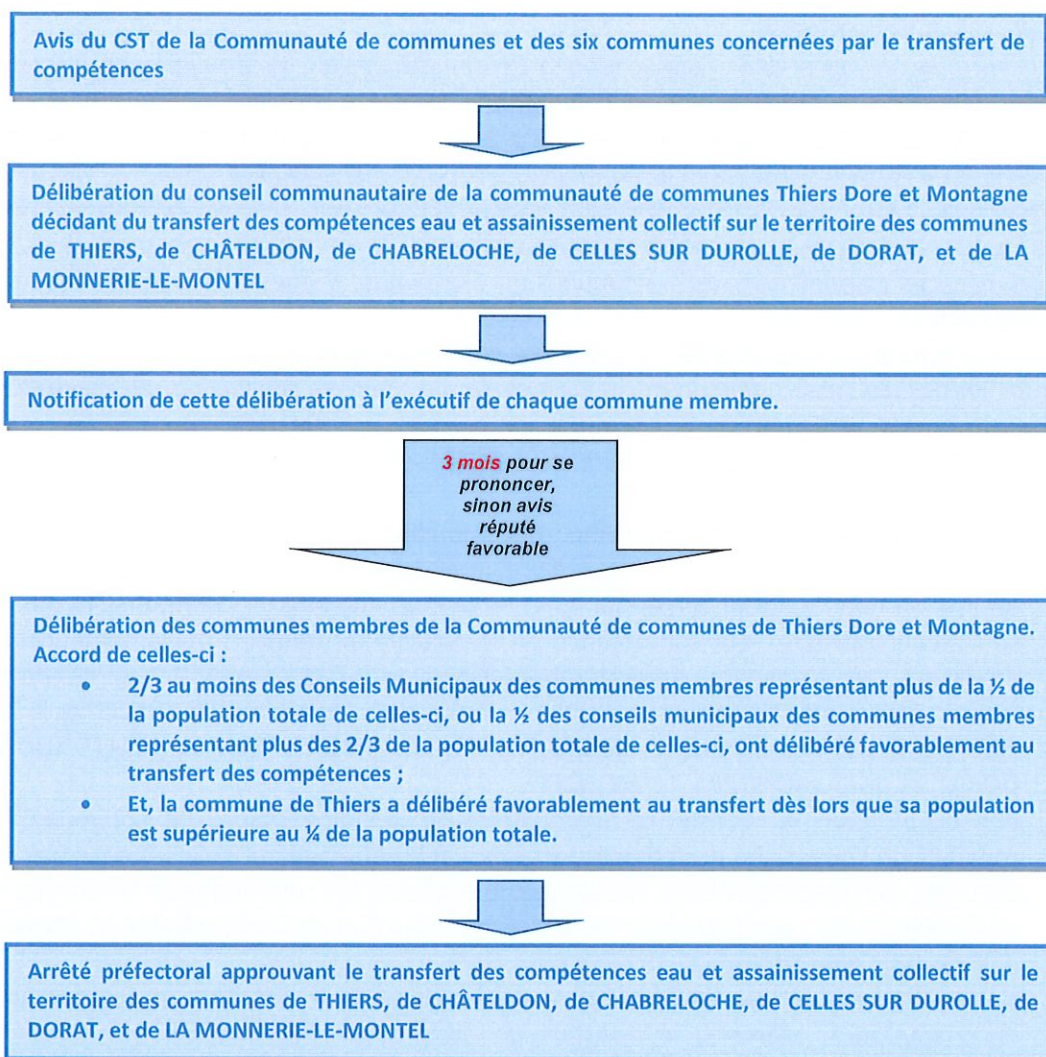 Avis du CST de la Communauté de communes et des six communes concernées par le transfert de
compétences
Délibération du conseil communautaire de la communauté de communes Thiers Dore et Montagne
décidant du transfert des compétences eau et assainissement collectif sur le territoire des communes
de THIERS, de CHÂTELDON, de CHABRELOCHE, de CELLES SUR DUROLLE, de DORAT, et de LA
MONNERIE-LE-MONTEL
Notification de cette délibération à l'exécutif de chaque commune membre.
3 mois pour se
prononcer,
sinon avis
réputé
favorable
Délibération des communes membres de la Communauté de communes de Thiers Dore et Montagne.
Accord de celles-ci :
• 2/3 au moins des Conseils Municipaux des communes membres représentant plus de la ½ de
la population totale de celles-ci, ou la ½ des conseils municipaux des communes membres
représentant plus des 2/3 de la population totale de celles-ci, ont délibéré favorablement au
transfert des compétences ;
• Et, la commune de Thiers a délibéré favorablement au transfert dès lors que sa population
est supérieure au ¼ de la population totale.
Arrêté préfectoral approuvant le transfert des compétences eau et assainissement collectif sur le
territoire des communes de THIERS, de CHÂTELDON, de CHABRELOCHE, de CELLES SUR DUROLLE, de
DORAT, et de LA MONNERIE-LE-MONTEL